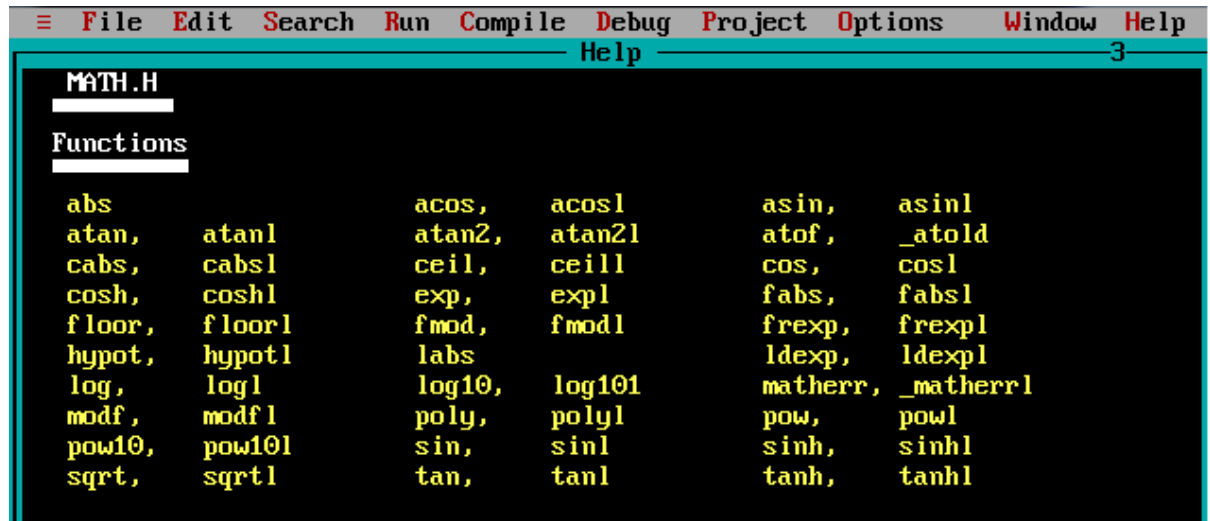 ≡ File Edit Search Run Compile Debug Project Options Window Help
Help 3
MATH.H
Functions
abs acos, acosl asin, asinl
atan, atanl atan2, atan2l atof, _atold
cabs, cabsl ceil, ceill cos, cosl
cosh, coshl exp, expl fabs, fabsl
floor, floorl fmod, fmodl frexp, frexpl
hypot, hypotl labs ldexp, ldexpl
log, logl log10, log101 matherr, _matherrl
modf, modfl poly, polyl pow, powl
pow10, pow10l sin, sinl sinh, sinhl
sqrt, sqrtl tan, tanl tanh, tanhl